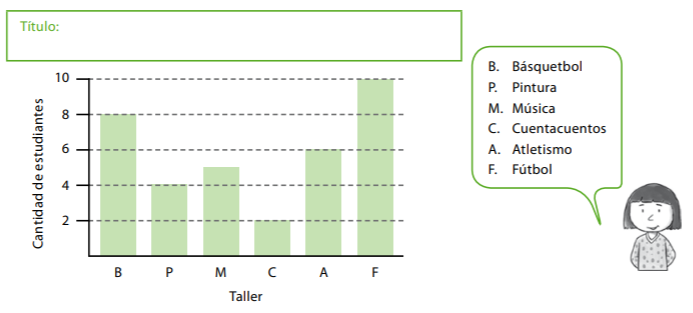 Título:
10
8
6
4
2
Cantidad de estudiantes
B
P
M
C
A
F
Taller
B. Básquetbol
P. Pintura
M. Música
C. Cuentacuentos
A. Atletismo
F. Fútbol